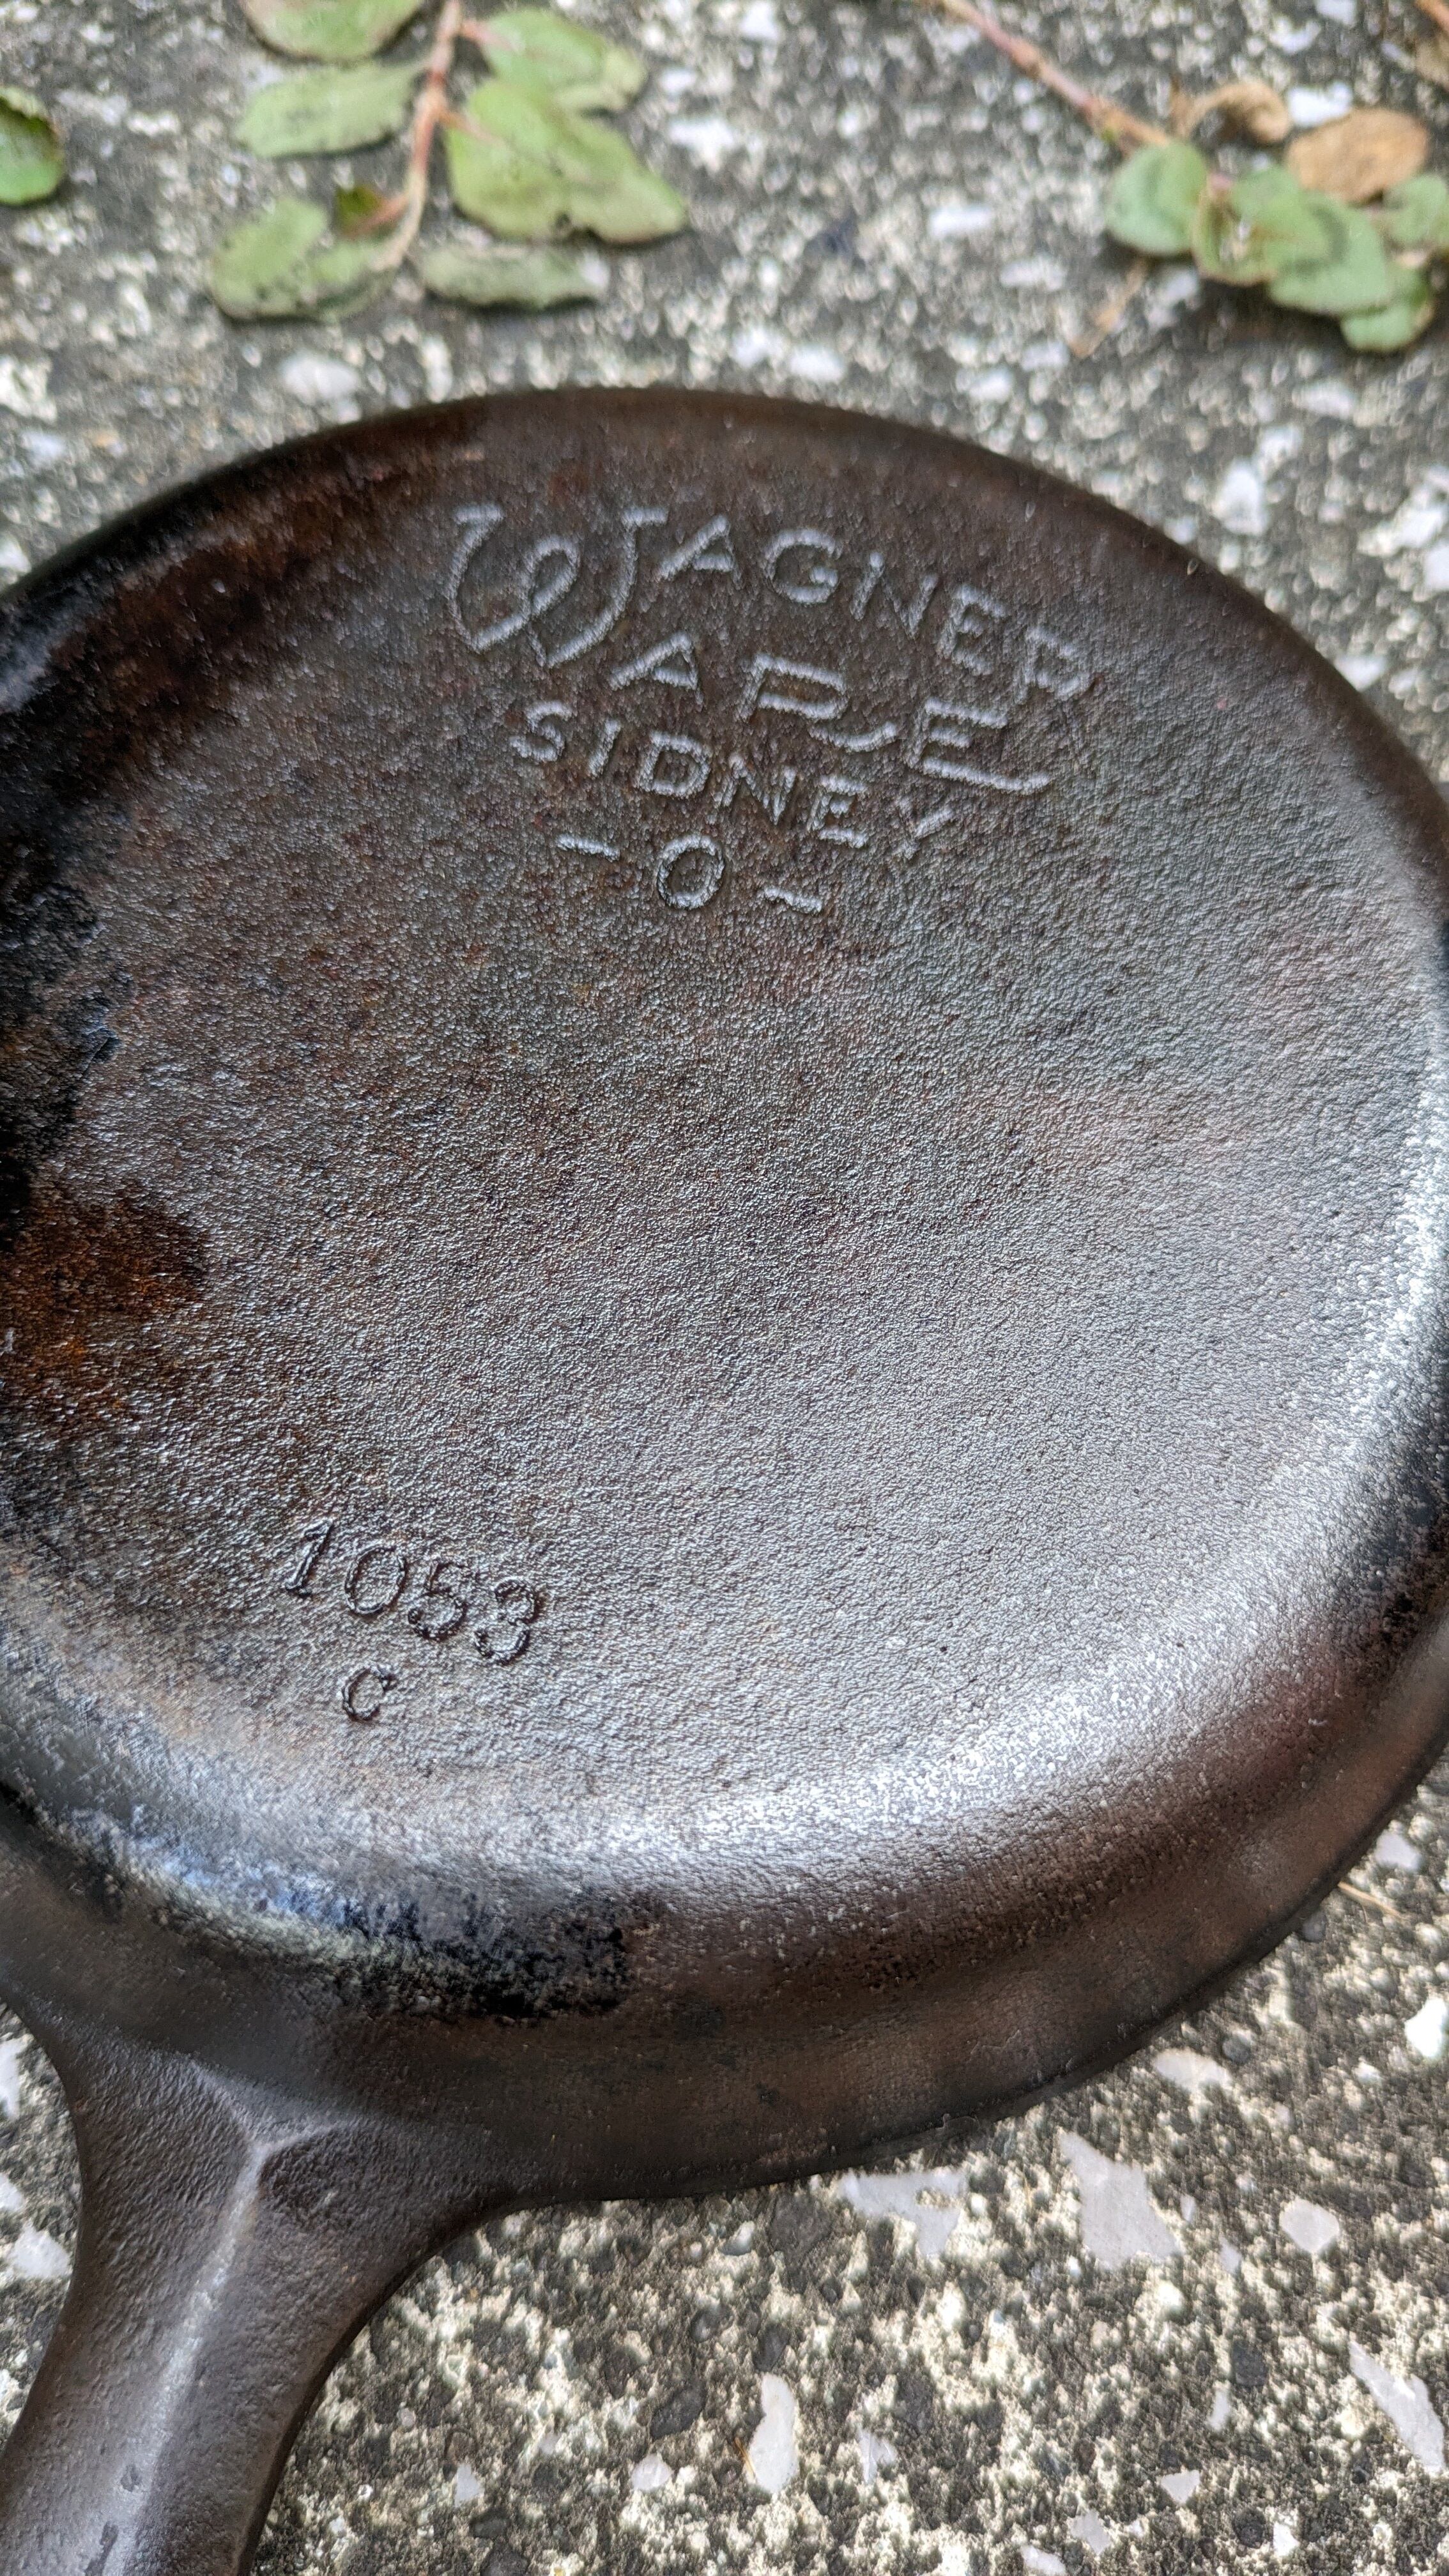 WAGNER
WARE
SIDNEY
-O-
1053
C